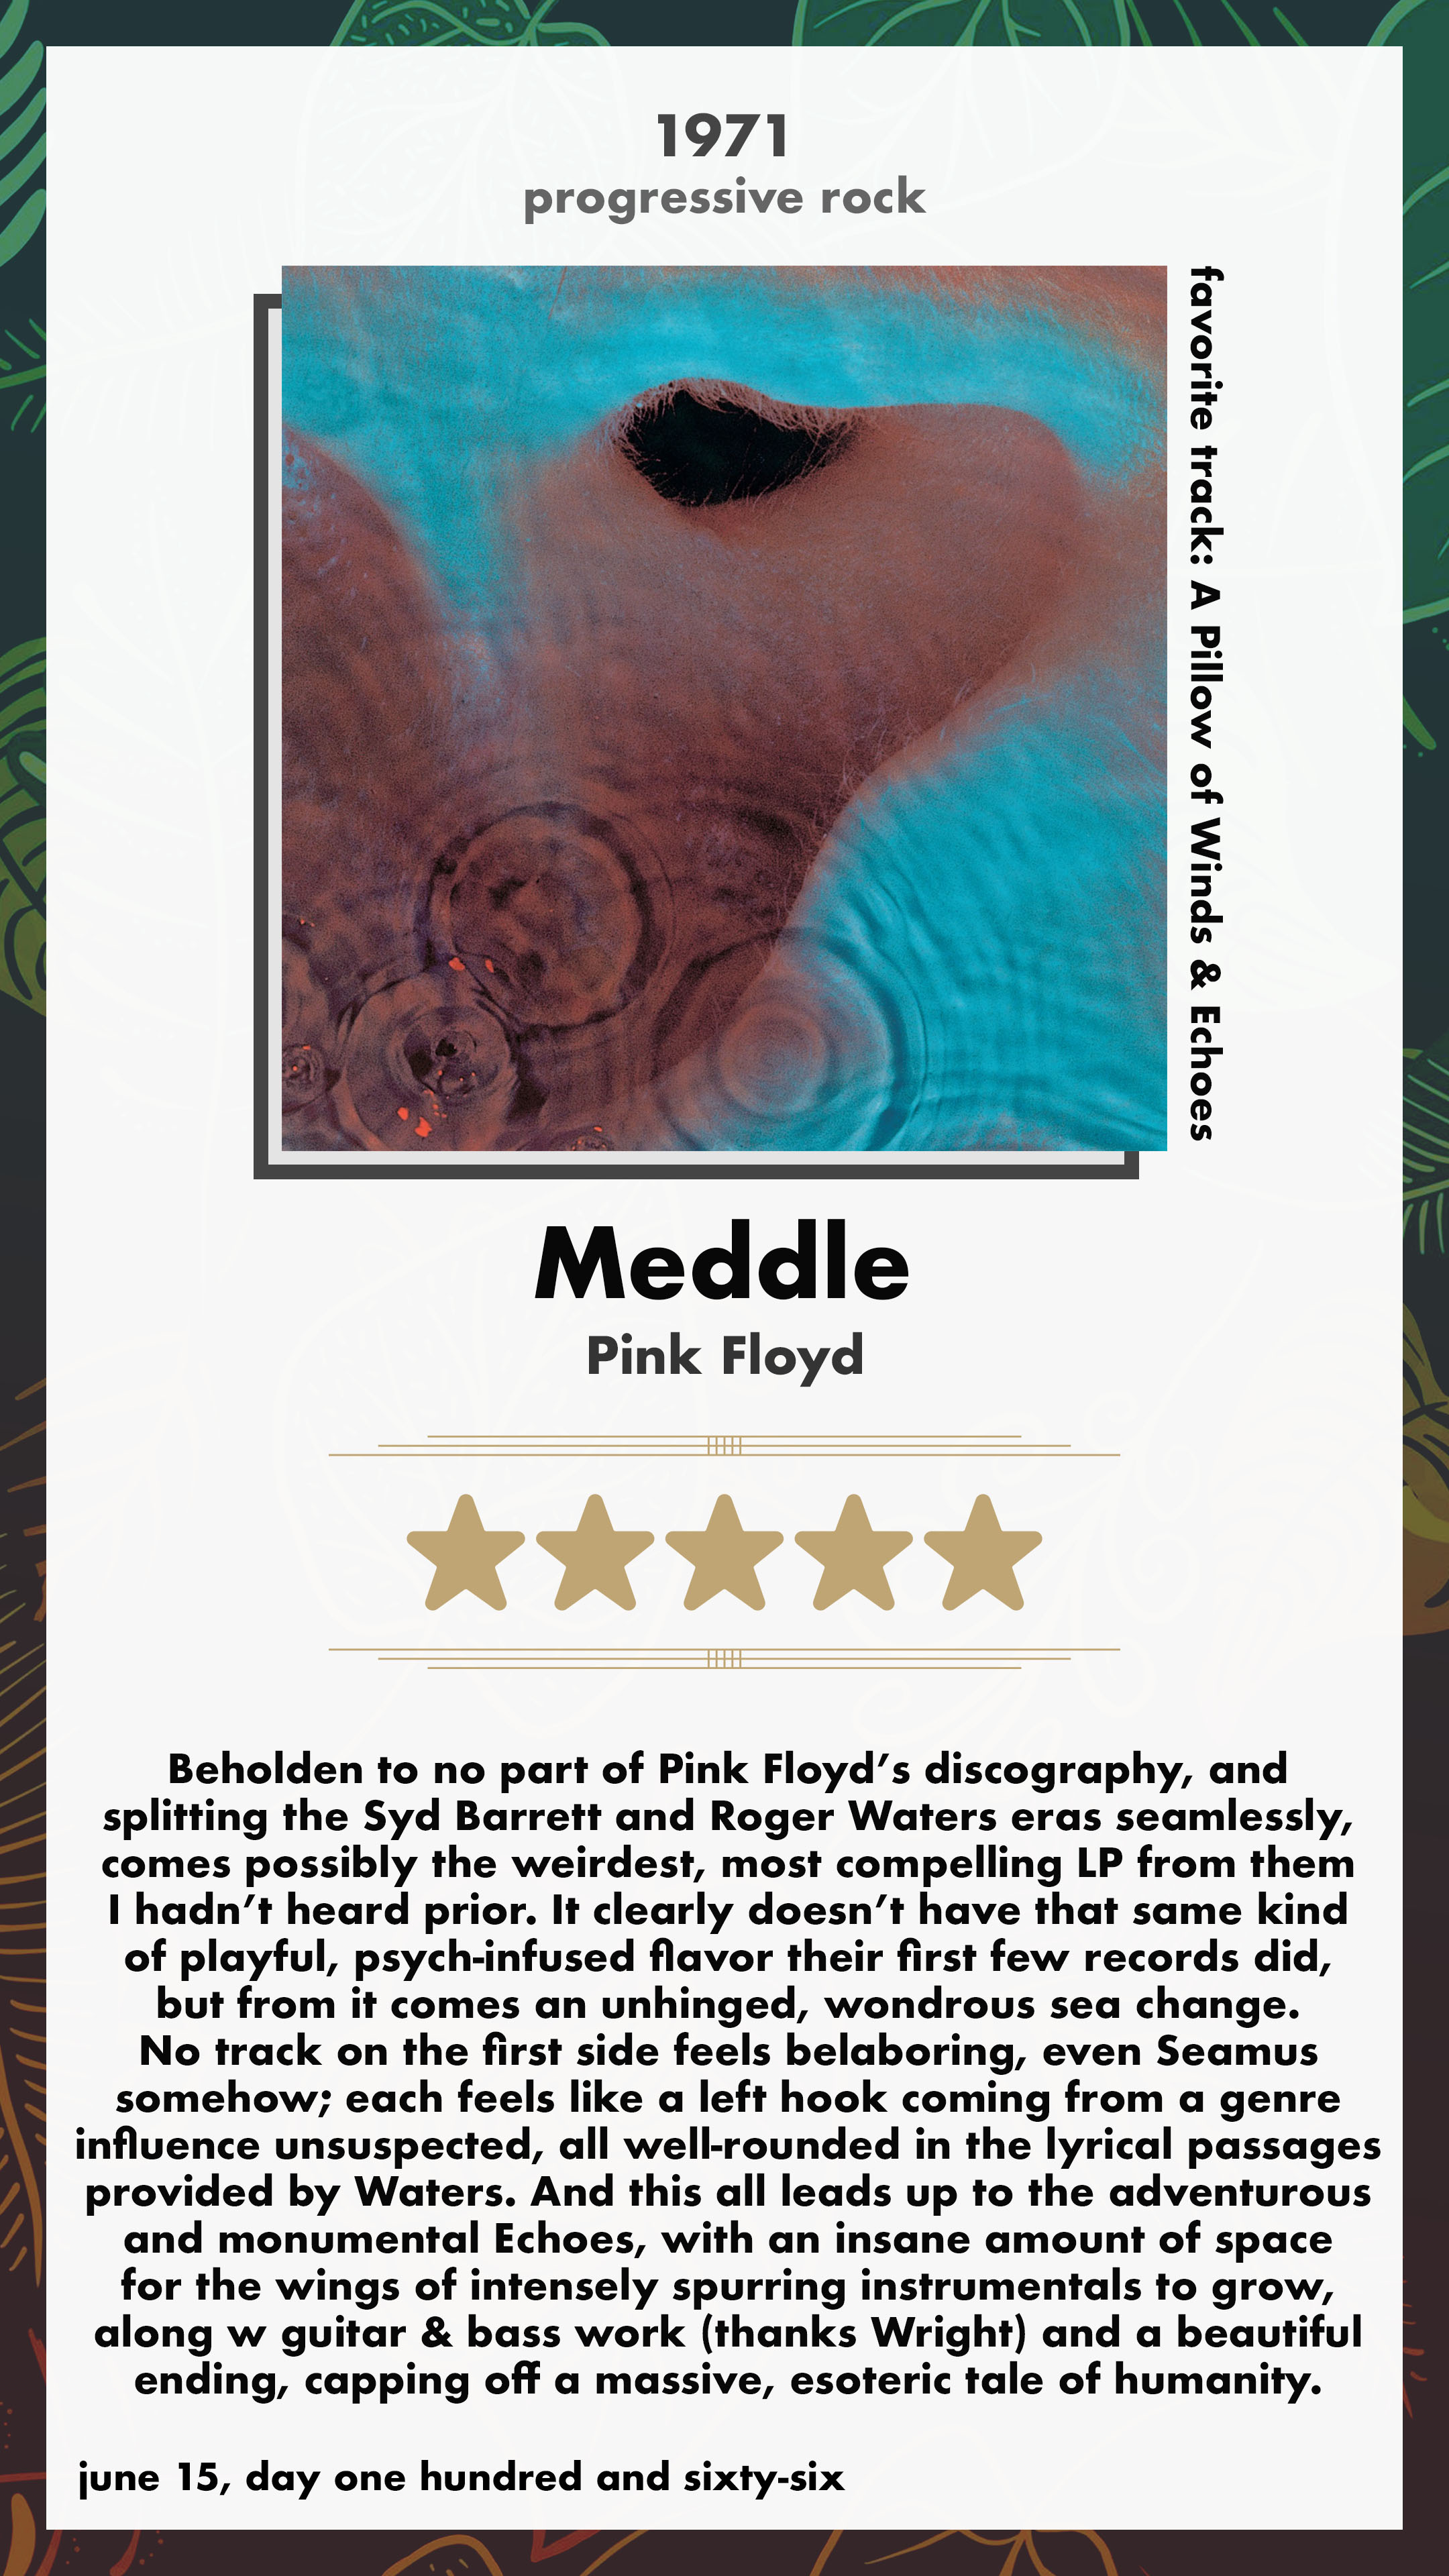 1971
progressive rock
favorite track: A Pillow of Winds & Echoes
Meddle
Pink Floyd
Beholden to no part of Pink Floyd’s discography, and
splitting the Syd Barrett and Roger Waters eras seamlessly,
comes possibly the weirdest, most compelling LP from them
I hadn’t heard prior. It clearly doesn’t have that same kind
of playful, psych-infused flavor their first few records did,
but from it comes an unhinged, wondrous sea change.
No track on the first side feels belaboring, even Seamus
somehow; each feels like a left hook coming from a genre
influence unsuspected, all well-rounded in the lyrical passages
provided by Waters. And this all leads up to the adventurous
and monumental Echoes, with an insane amount of space
for the wings of intensely spurring instrumentals to grow,
along w guitar & bass work (thanks Wright) and a beautiful
ending, capping off a massive, esoteric tale of humanity.
june 15, day one hundred and sixty-six